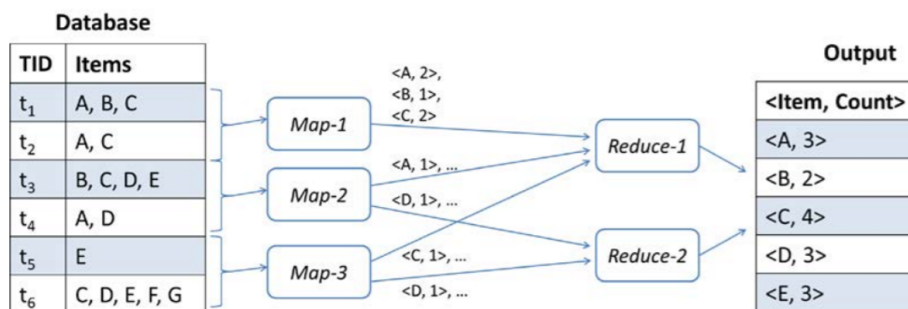 Database
TID Items
t1 A, B, C
t2 A, C
t3 B, C, D, E
t4 A, D
t5 E
t6 C, D, E, F, G
Map-1
Map-2
Map-3
<A, 2>,
<B, 1>,
<C, 2>
<A, 1>, ...
<D, 1>, ...
<C, 1>, ...
<D, 1>, ...
Reduce-1
Reduce-2
Output
<Item, Count>
<A, 3>
<B, 2>
<C, 4>
<D, 3>
<E, 3>